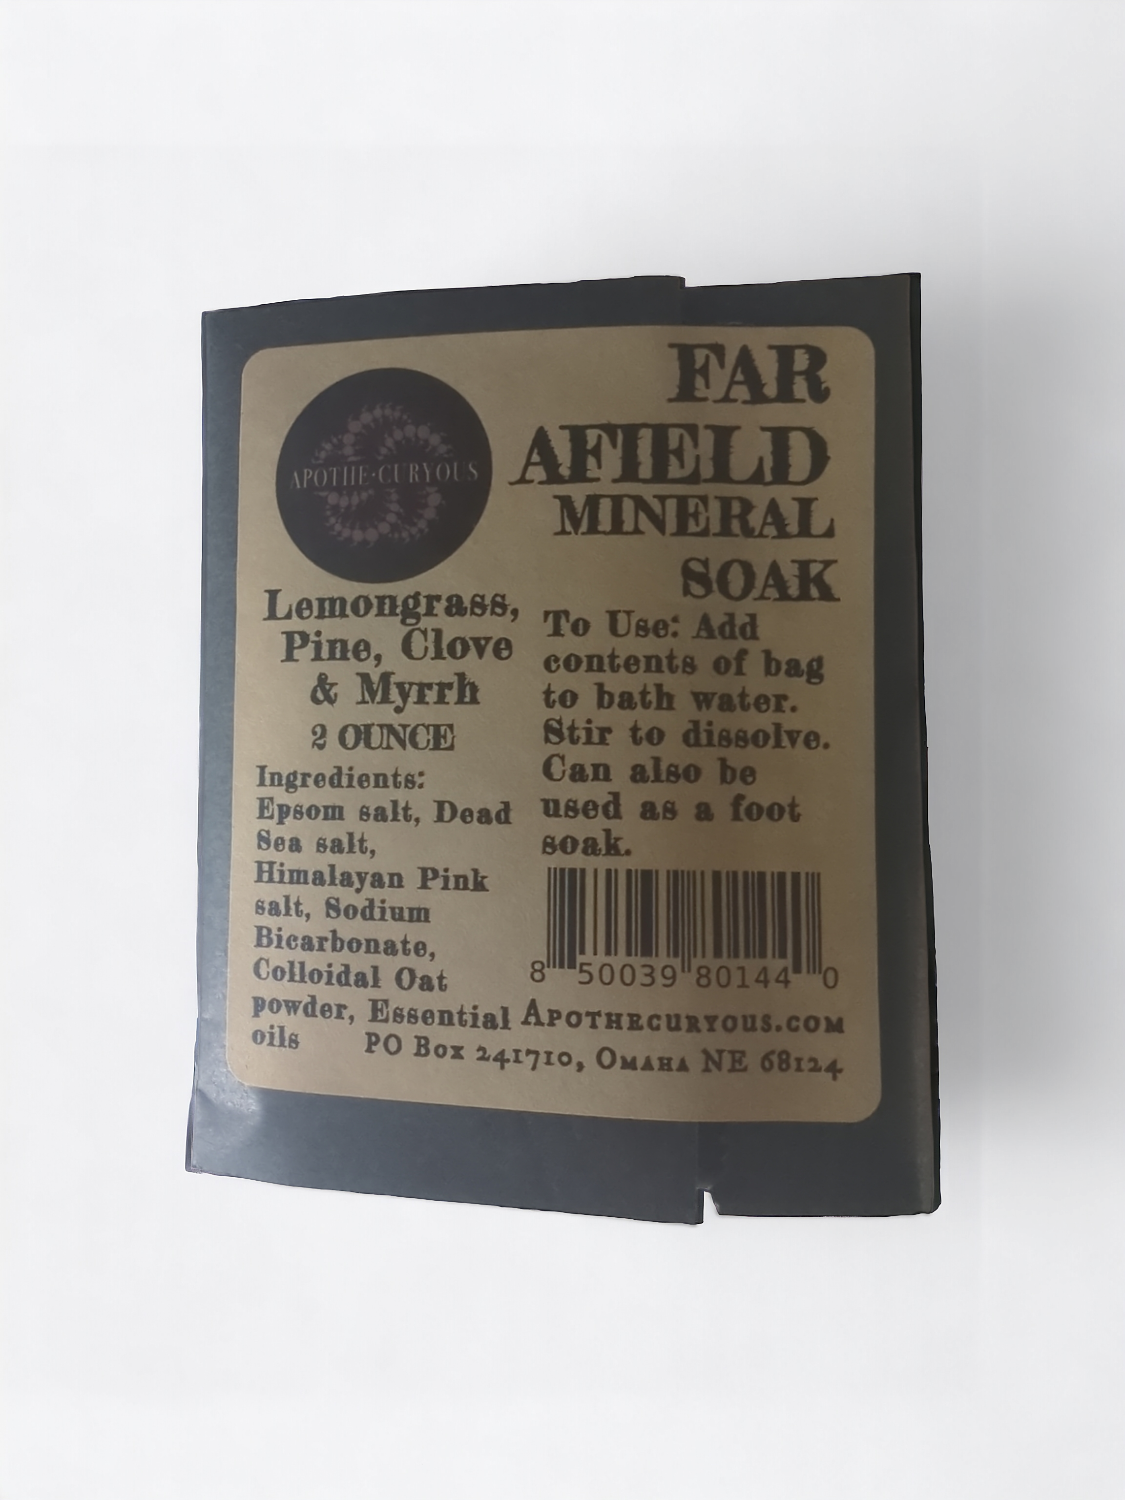 APOTHE·CURYOUS
FAR
AFIELD
MINERAL
SOAK
Lemongrass,
Pine, Clove
& Myrrh
2 OUNCE
Ingredients:
Epsom salt, Dead
Sea salt,
Himalayan Pink
salt, Sodium
Bicarbonate,
Colloidal Oat
powder, Essential
oils
To Use: Add
contents of bag
to bath water.
Stir to dissolve.
Can also be
used as a foot
soak.
8 50039 80144 0
APOTHECURYOUS.COM
PO BOX 241710, OMAHA NE 68124